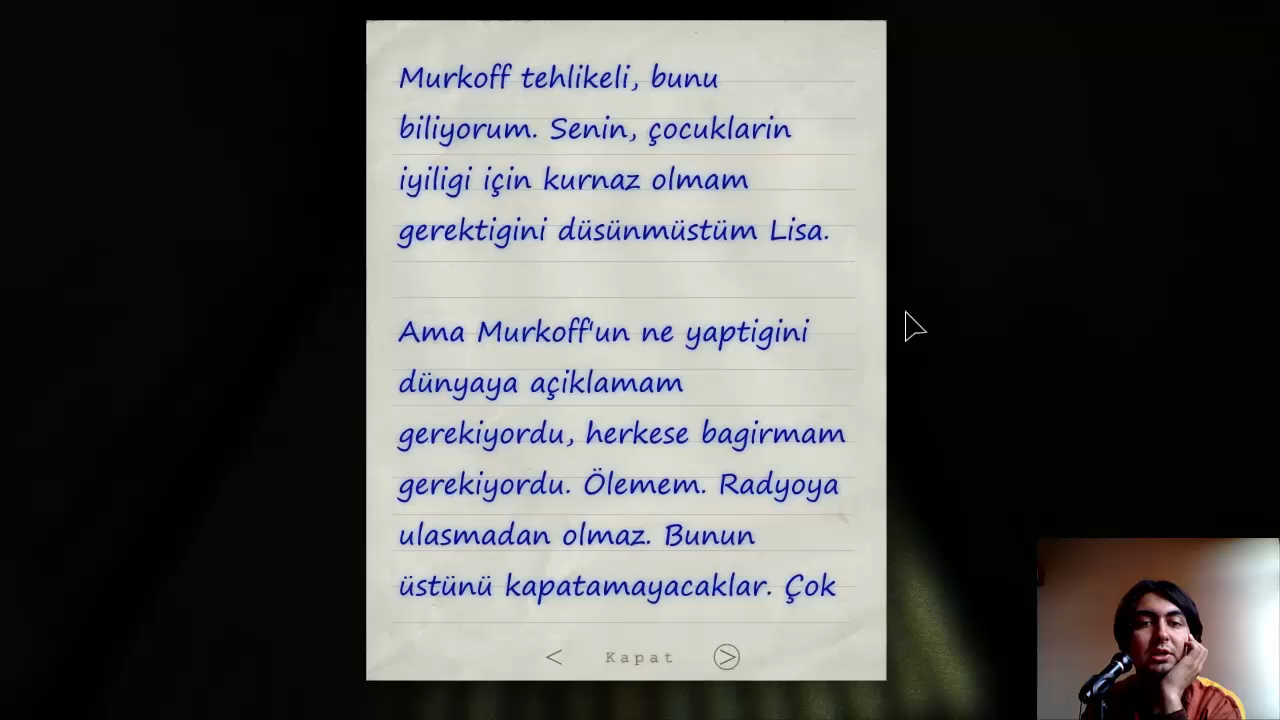 Murkoff tehlikeli, bunu
biliyorum. Senin, çocuklarin
iyiligi için kurnaz olmam
gerektigini düsünmüstüm Lisa.
Ama Murkoff'un ne yaptigini
dünyaya açiklamam
gerekiyordu, herkese bagirmam
gerekiyordu. Ölemem. Radyoya
ulasmadan olmaz. Bunun
üstünü kapatamayacaklar. Çok
< Kapat >